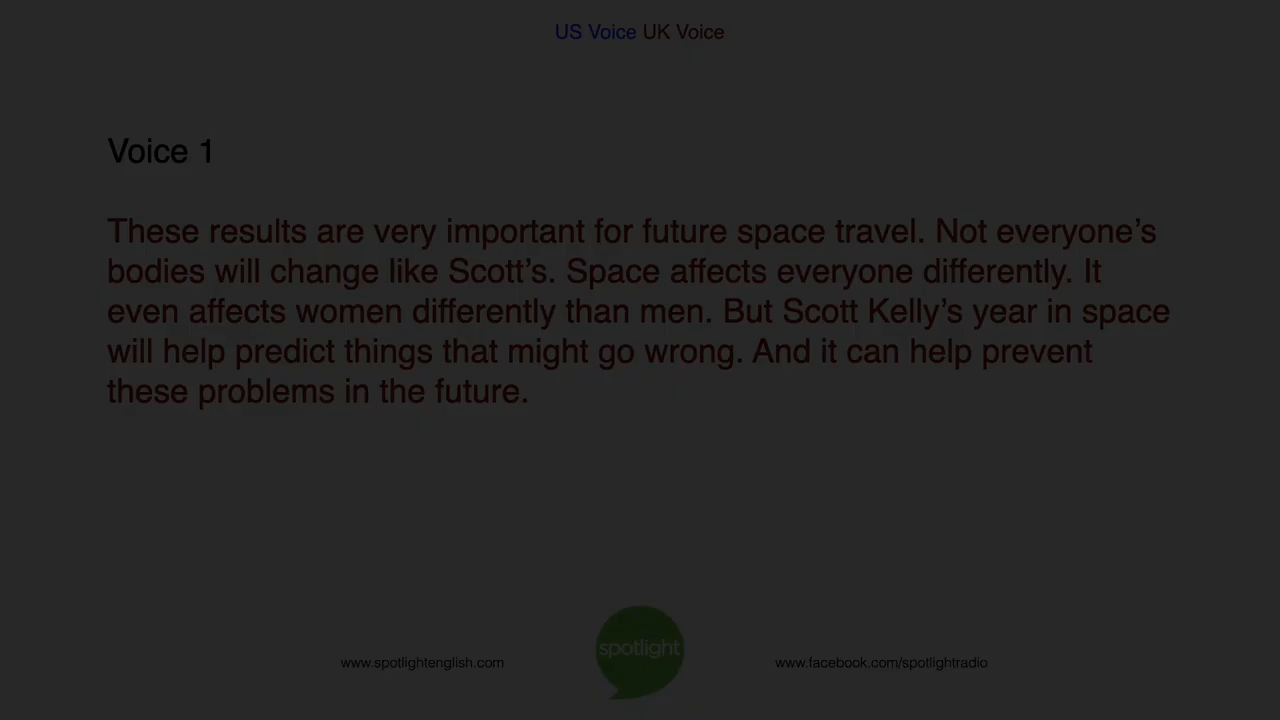 US Voice UK Voice
Voice 1
These results are very important for future space travel. Not everyone’s
bodies will change like Scott’s. Space affects everyone differently. It
even affects women differently than men. But Scott Kelly’s year in space
will help predict things that might go wrong. And it can help prevent
these problems in the future.
spotlight
www.spotlightenglish.com
www.facebook.com/spotlightradio